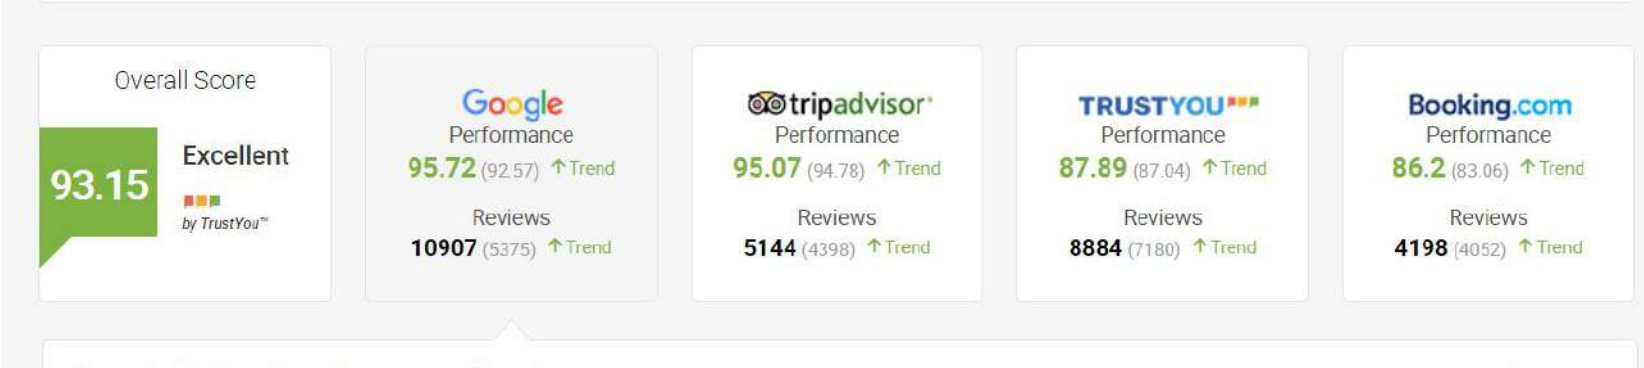 Overall Score
93.15
Excellent
by TrustYou™
Google
Performance
95.72 (92.57) ↑ Trend
Reviews
10907 (5375) ↑ Trend
tripadvisor®
Performance
95.07 (94.78) ↑ Trend
Reviews
5144 (4398) ↑ Trend
TRUSTYOU
Performance
87.89 (87.04) ↑ Trend
Reviews
8884 (7180) ↑ Trend
Booking.com
Performance
86.2 (83.06) ↑ Trend
Reviews
4198 (4052) ↑ Trend